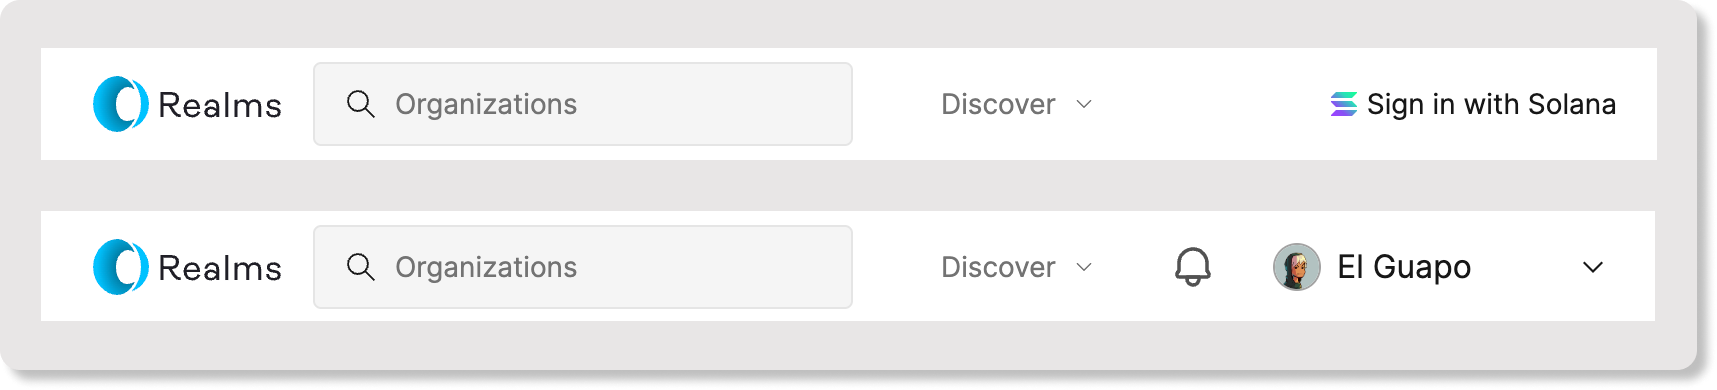 Realms Organizations Discover Sign in with Solana
Realms Organizations Discover El Guapo